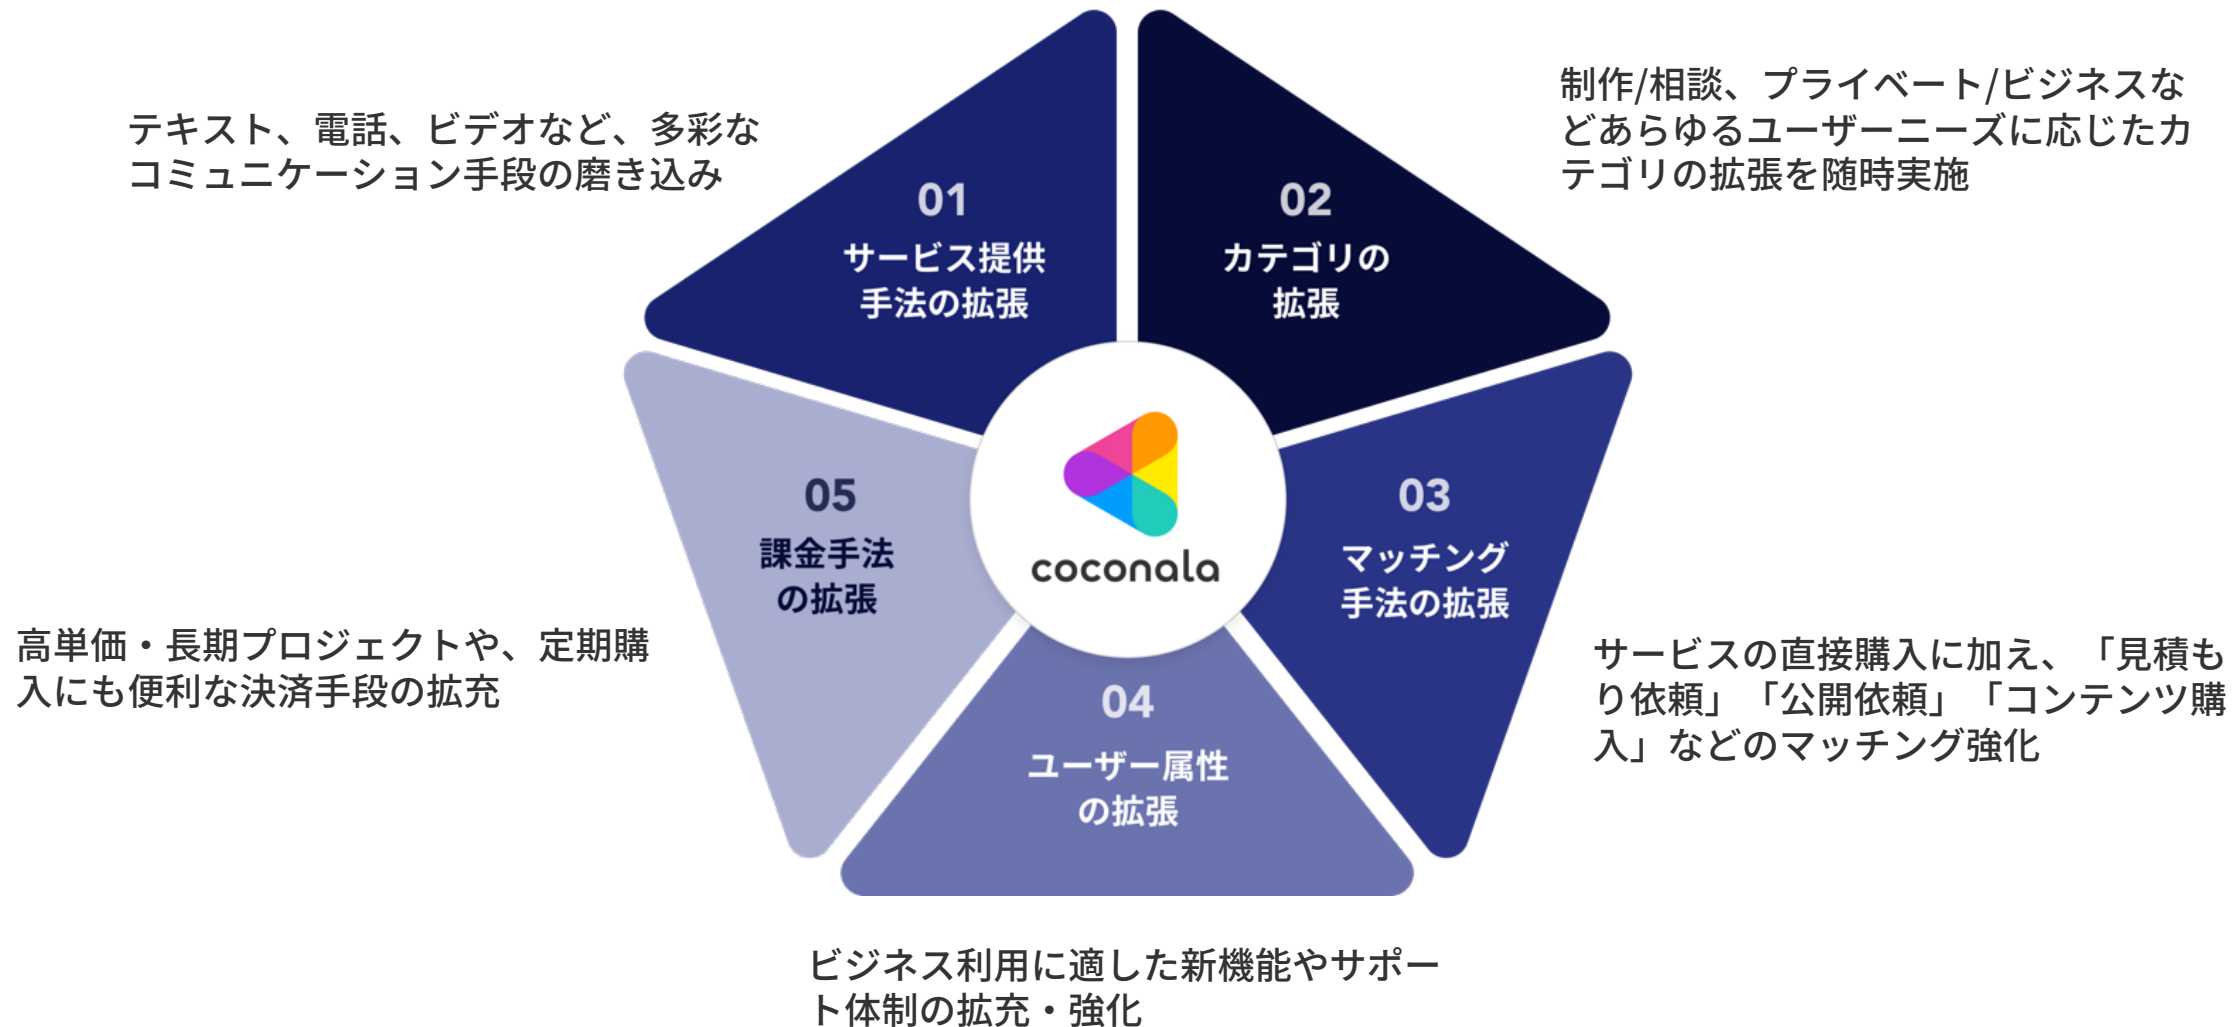 テキスト、電話、ビデオなど、多彩な
コミュニケーション手段の磨き込み
01
サービス提供
手法の拡張
02
カテゴリの
拡張
制作/相談、プライベート/ビジネスな
どあらゆるユーザーニーズに応じたカ
テゴリの拡張を随時実施
05
課金手法
の拡張
coconala
03
マッチング
手法の拡張
高単価・長期プロジェクトや、定期購
入にも便利な決済手段の拡充
サービスの直接購入に加え、「見積も
り依頼」「公開依頼」「コンテンツ購
入」などのマッチング強化
04
ユーザー属性
の拡張
ビジネス利用に適した新機能やサポー
ト体制の拡充・強化